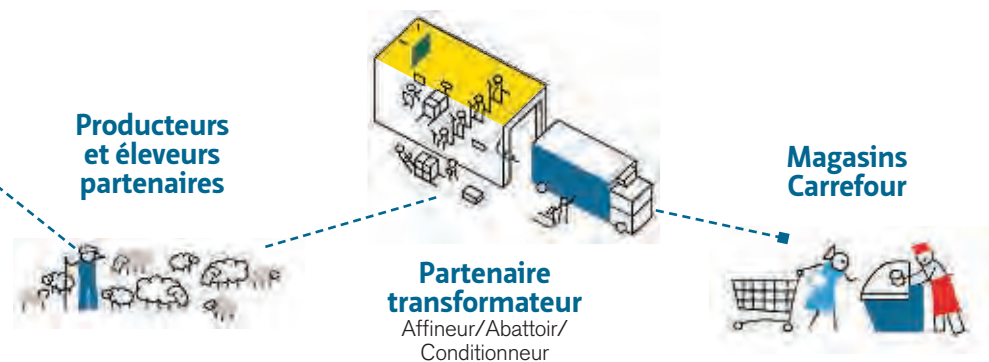 Producteurs
et éleveurs
partenaires
Partenaire
transformateur
Affineur/Abattoir/
Conditionneur
Magasins
Carrefour